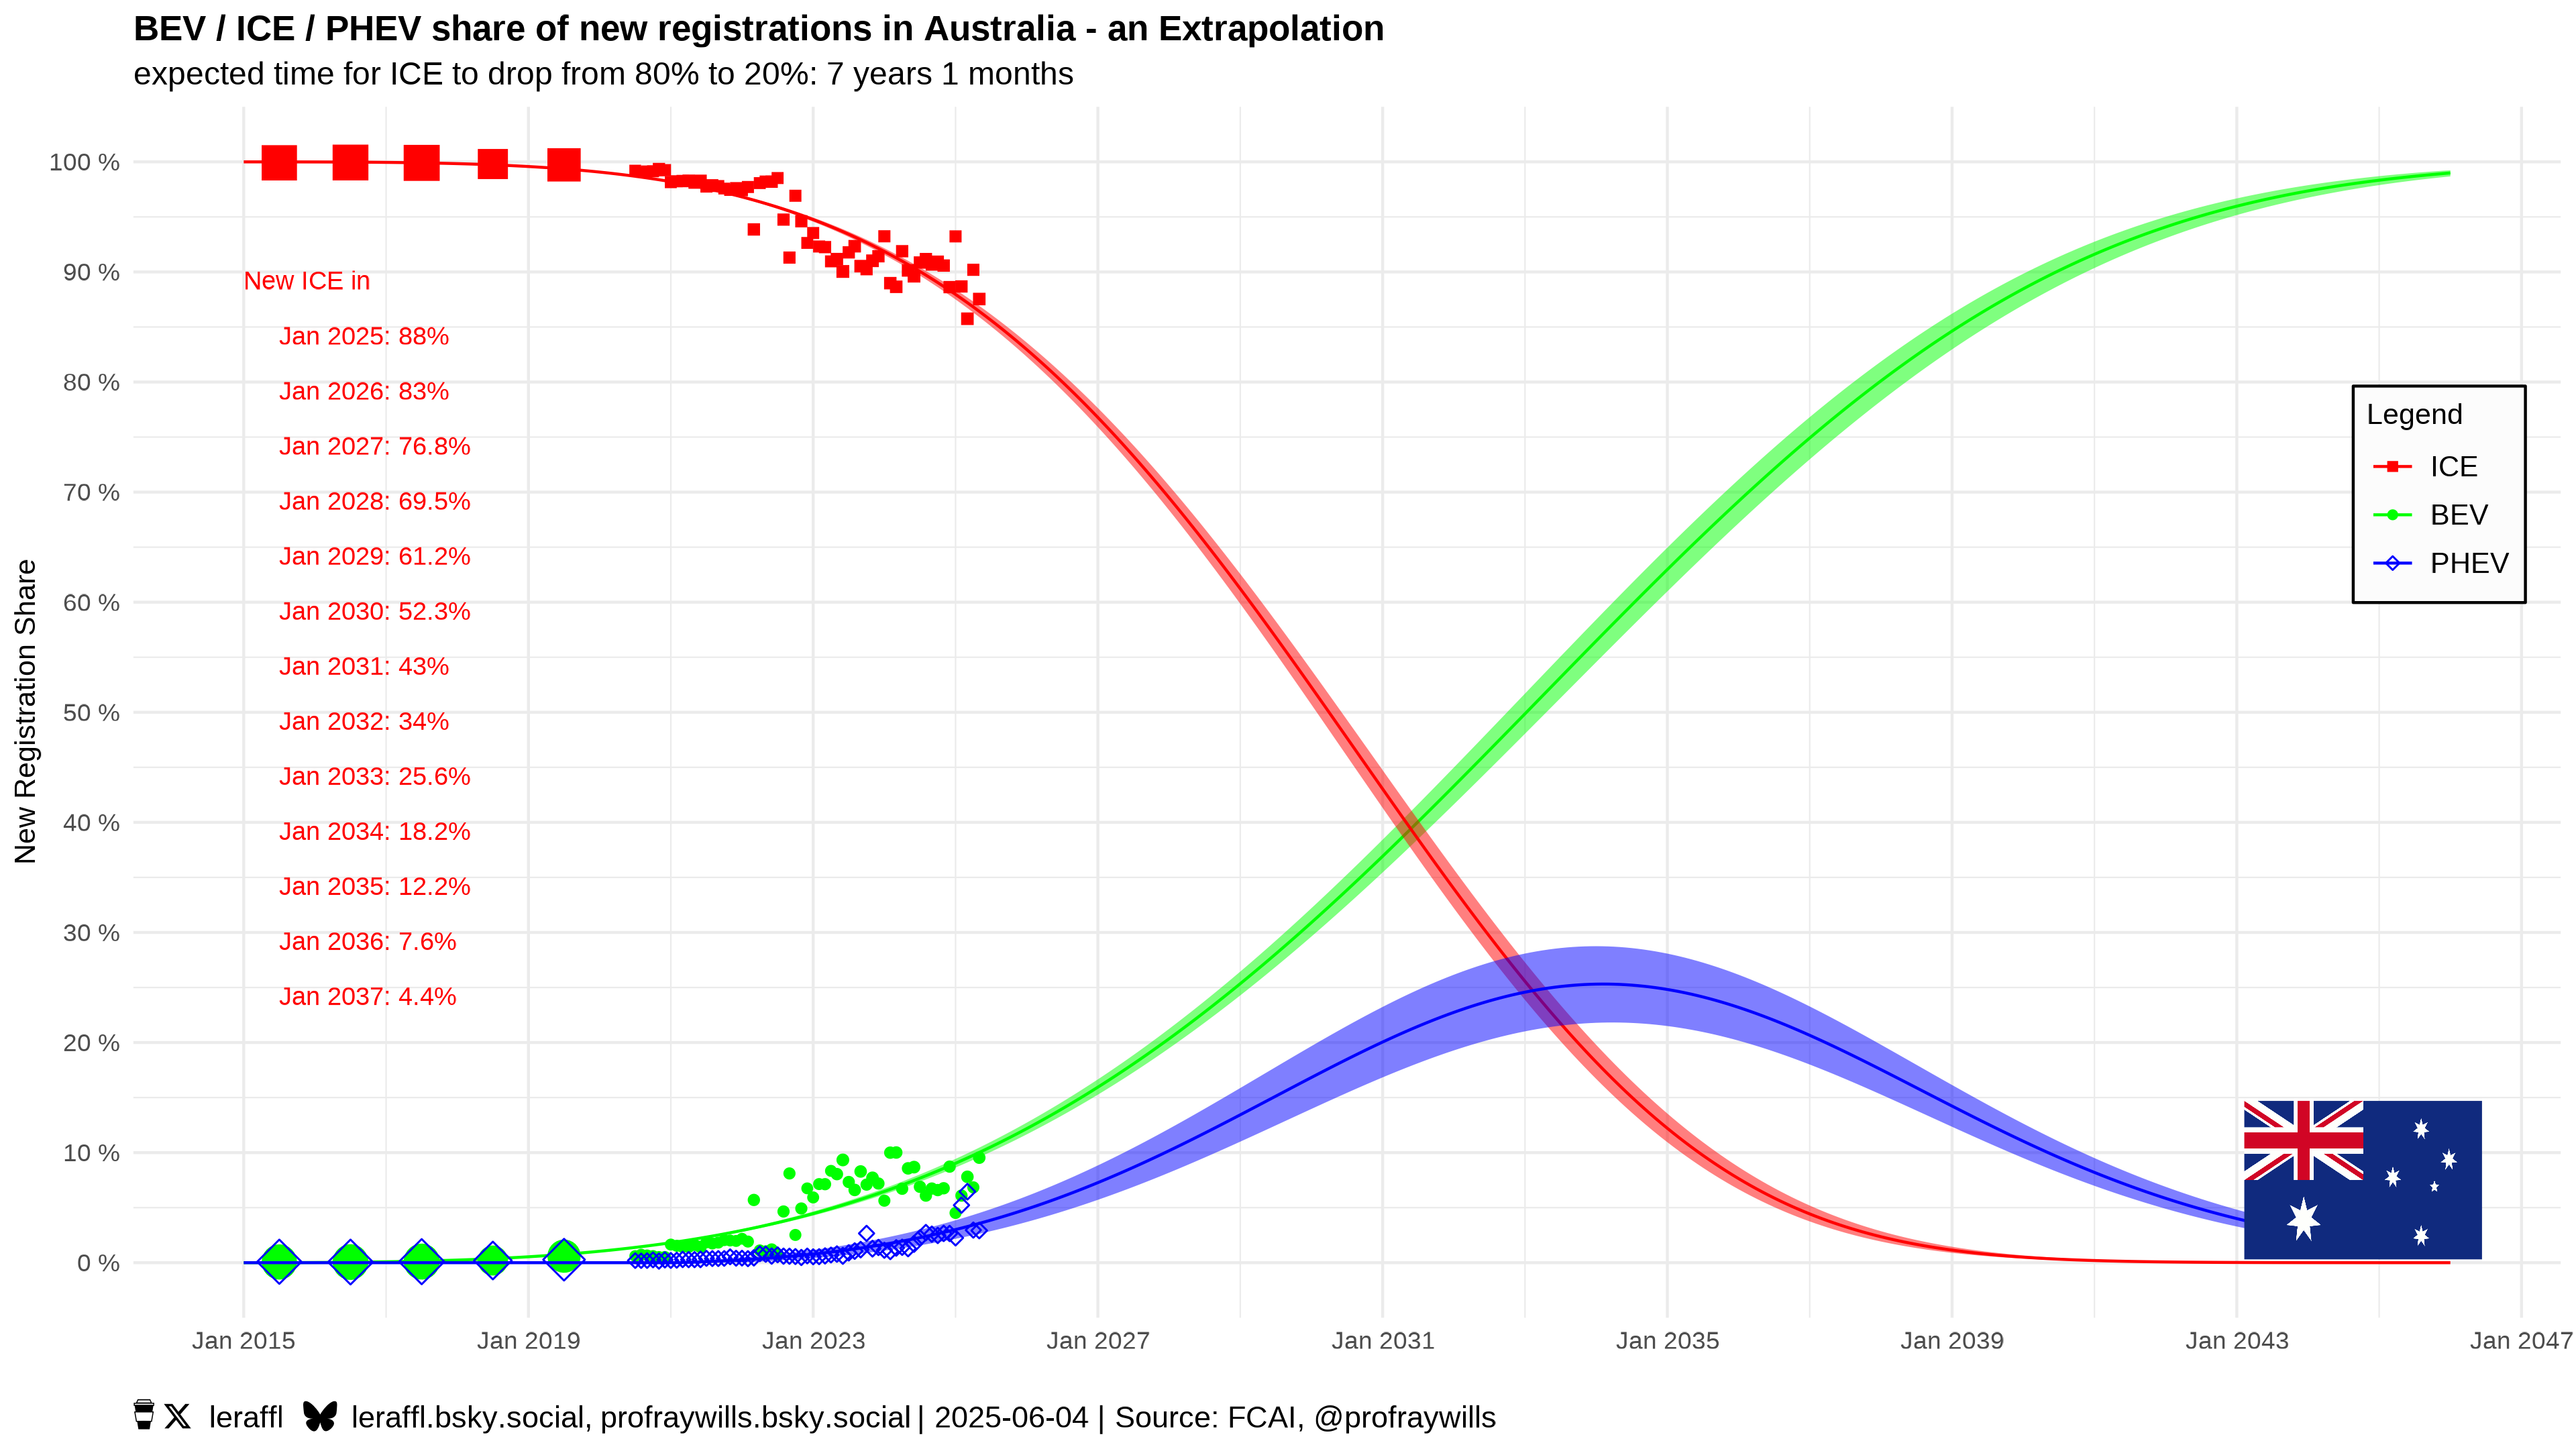 BEV / ICE / PHEV share of new registrations in Australia - an Extrapolation
expected time for ICE to drop from 80% to 20%: 7 years 1 months
New Registration Share
100 %
90 %
80 %
70 %
60 %
50 %
40 %
30 %
20 %
10 %
0 %
New ICE in
Jan 2025: 88%
Jan 2026: 83%
Jan 2027: 76.8%
Jan 2028: 69.5%
Jan 2029: 61.2%
Jan 2030: 52.3%
Jan 2031: 43%
Jan 2032: 34%
Jan 2033: 25.6%
Jan 2034: 18.2%
Jan 2035: 12.2%
Jan 2036: 7.6%
Jan 2037: 4.4%
Legend
ICE
BEV
PHEV
Jan 2015 Jan 2019 Jan 2023 Jan 2027 Jan 2031 Jan 2035 Jan 2039 Jan 2043 Jan 2047
leraffl leraffl.bsky.social, profraywills.bsky.social | 2025-06-04 | Source: FCAI, @profraywills